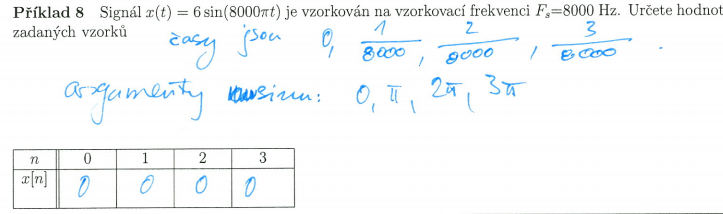 Příklad 8 Signál x(t) = 6 sin(8000πt) je vzorkován na vzorkovací frekvenci Fs=8000 Hz. Určete hodnot
zadaných vzorků
časy jsou 0, 1/8000, 2/8000, 3/8000.
argumenty sinu: 0, π, 2π, 3π
n 0 1 2 3
x[n] 0 0 0 0